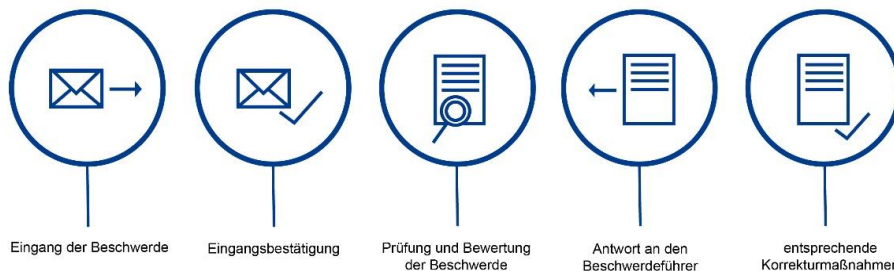 Eingang der Beschwerde
Eingangsbestätigung
Prüfung und Bewertung
der Beschwerde
Antwort an den
Beschwerdeführer
entsprechende
Korrekturmaßnahmen